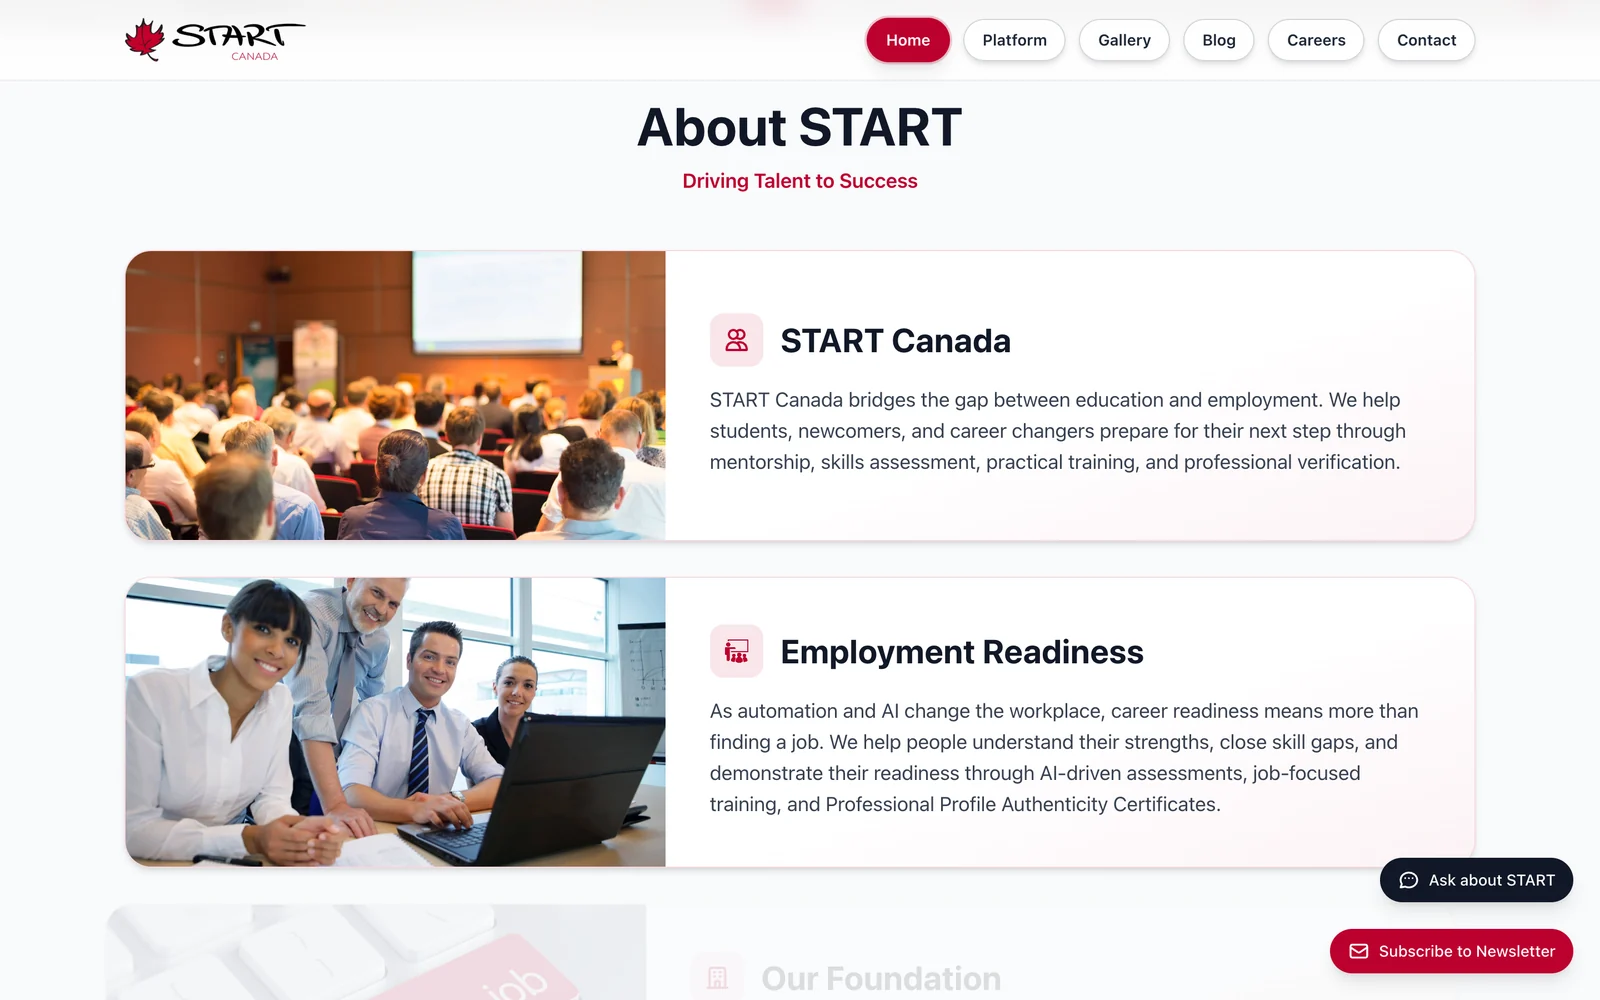 START
CANADA
Home
Platform
Gallery
Blog
Careers
Contact
About START
Driving Talent to Success
START Canada
START Canada bridges the gap between education and employment. We help
students, newcomers, and career changers prepare for their next step through
mentorship, skills assessment, practical training, and professional verification.
Employment Readiness
As automation and AI change the workplace, career readiness means more than
finding a job. We help people understand their strengths, close skill gaps, and
demonstrate their readiness through AI-driven assessments, job-focused
training, and Professional Profile Authenticity Certificates.
Ask about START
Subscribe to Newsletter
job
Our Foundation